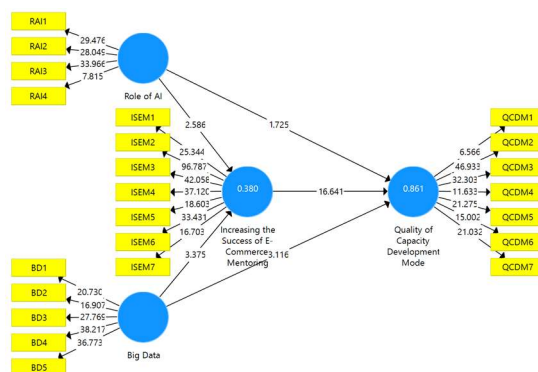 RAI1
RAI2
RAI3
RAI4
29.476
28.049
33.966
7.815
Role of AI
2.586
1.725
ISEM1
ISEM2
ISEM3
ISEM4
ISEM5
ISEM6
ISEM7
25.344
96.787
42.058
37.120
18.603
33.431
16.703
0.380
Increasing the
Success of E-
Commerce
Mentoring
16.641
0.861
Quality of
Capacity
Development
Mode
QCDM1
QCDM2
QCDM3
QCDM4
QCDM5
QCDM6
QCDM7
6.566
46.933
32.303
11.633
21.275
15.002
21.032
3.375
3.116
BD1
BD2
BD3
BD4
BD5
20.730
16.907
27.769
38.217
36.773
Big Data